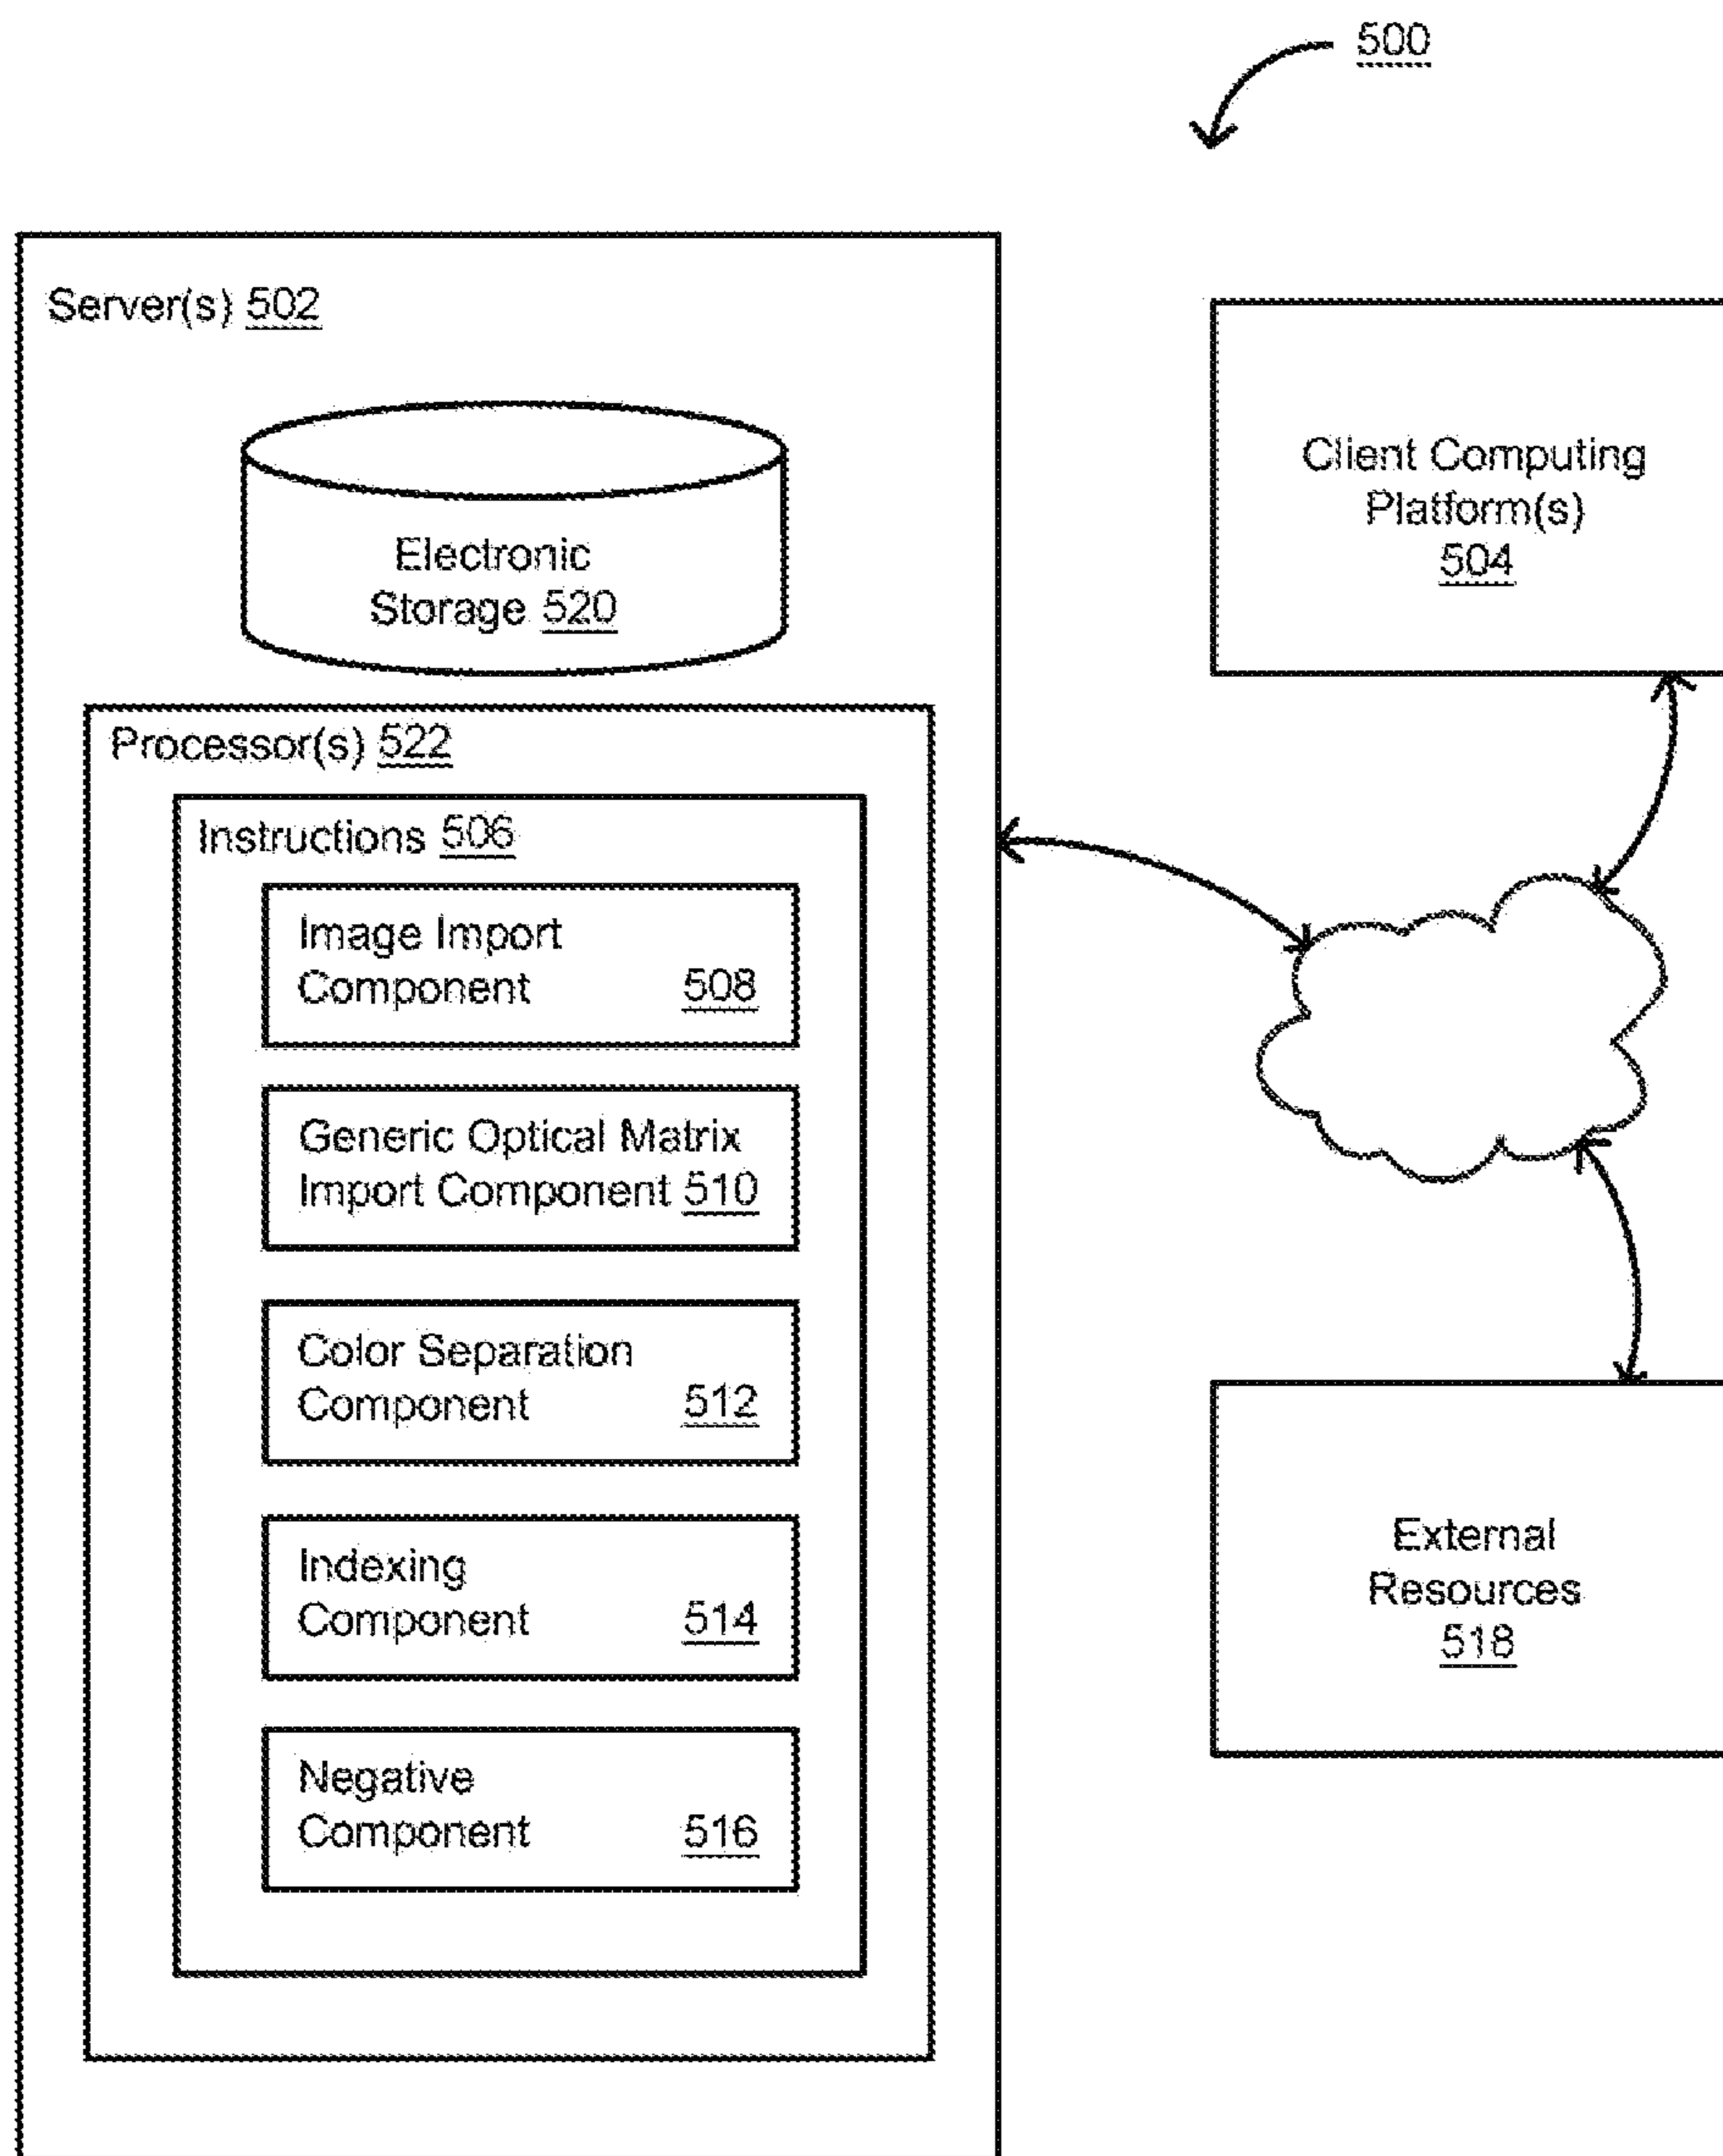 500
Server(s) 502
Electronic
Storage 520
Processor(s) 522
Instructions 506
Image Import
Component 508
Generic Optical Matrix
Import Component 510
Color Separation
Component 512
Indexing
Component 514
Negative
Component 516
Client Computing
Platform(s)
504
External
Resources
518